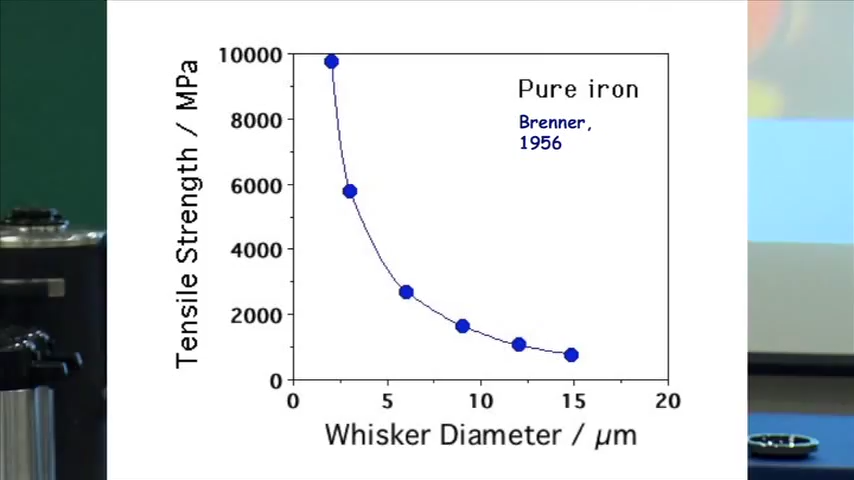 10000
8000
6000
4000
2000
0
Tensile Strength / MPa
Pure iron
Brenner,
1956
0 5 10 15 20
Whisker Diameter / µm